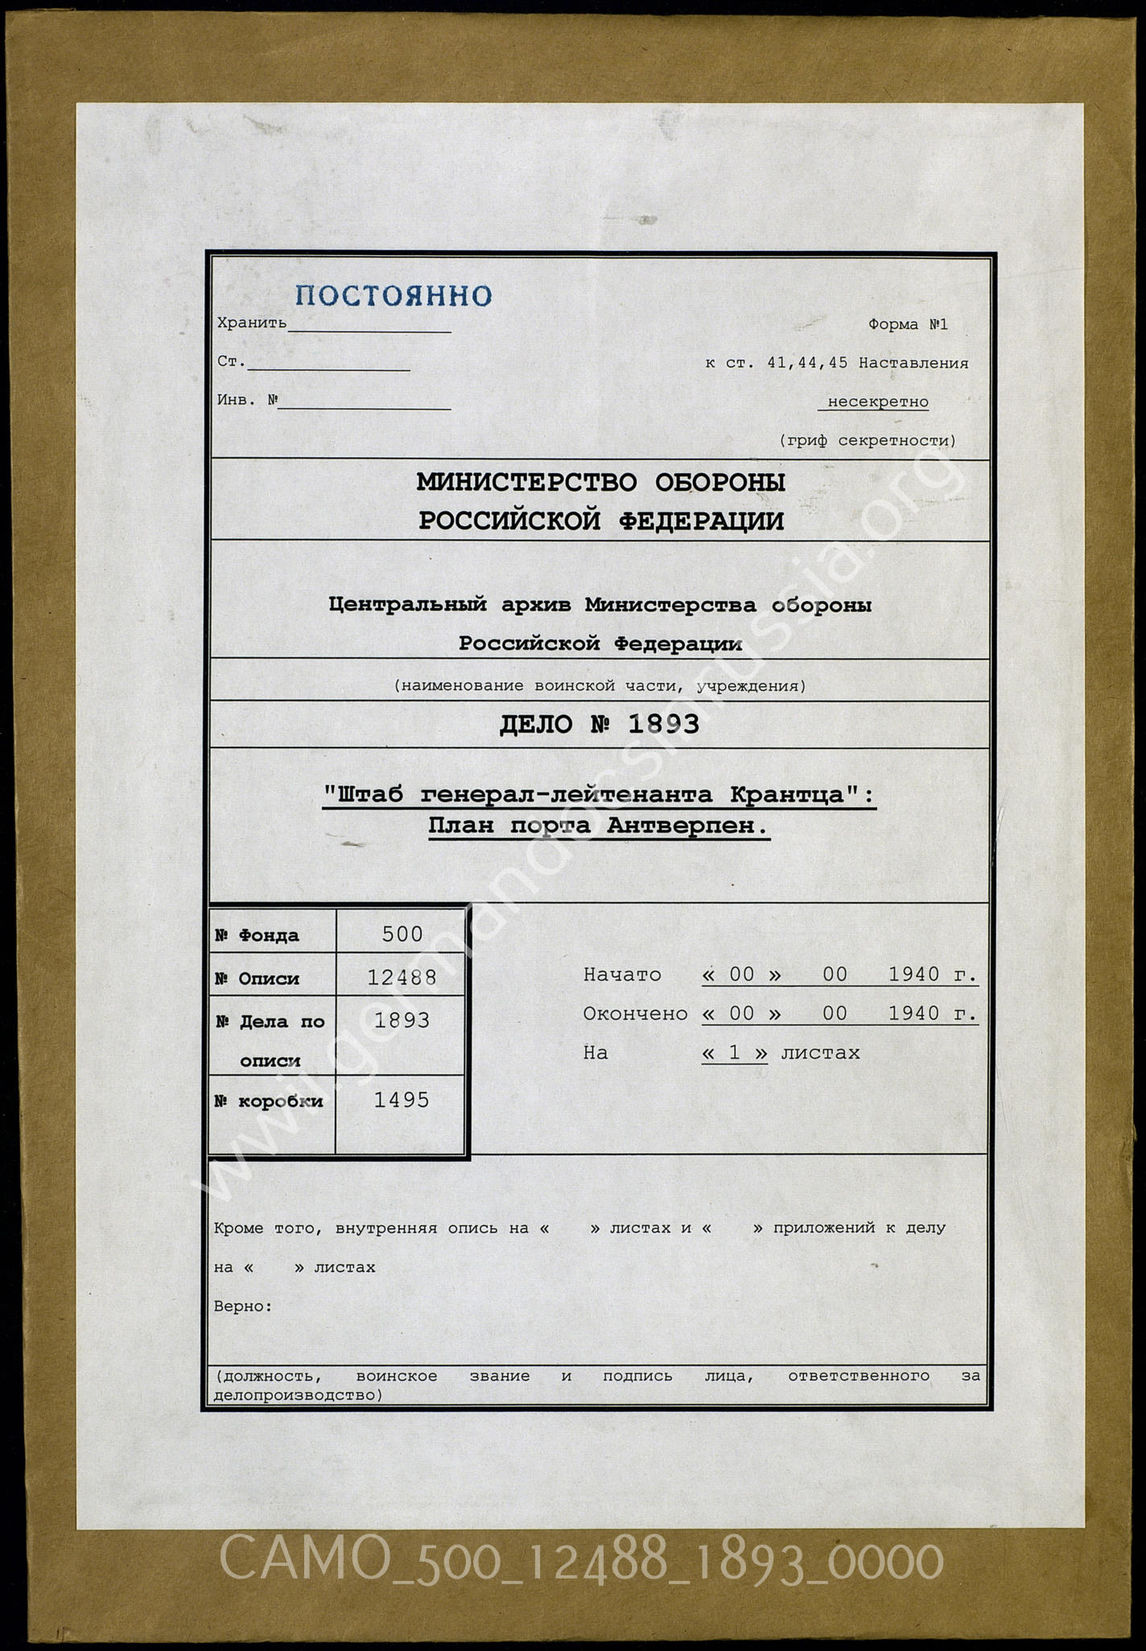 ПОСТОЯННО
Хранить
Форма №1
Ст.
к ст. 41,44,45 Наставления
Инв. №
несекретно
(гриф секретности)
МИНИСТЕРСТВО ОБОРОНЫ
РОССИЙСКОЙ ФЕДЕРАЦИИ
Центральный архив Министерства обороны
Российской Федерации
(наименование воинской части, учреждения)
ДЕЛО № 1893
"Штаб генерал-лейтенанта Крантца":
План порта Антверпен.
№ Фонда 500
№ Описи 12488
№ Дела по 1893
описи
№ коробки 1495
Начато « 00 » 00 1940 г.
Окончено « 00 » 00 1940 г.
На « 1 » листах
Кроме того, внутренняя опись на « » листах и « » приложений к делу
на « » листах
Верно:
(должность, воинское звание и подпись лица, ответственного за
делопроизводство)
www.germandocsinrussia.org
CAMO_500_12488_1893_0000